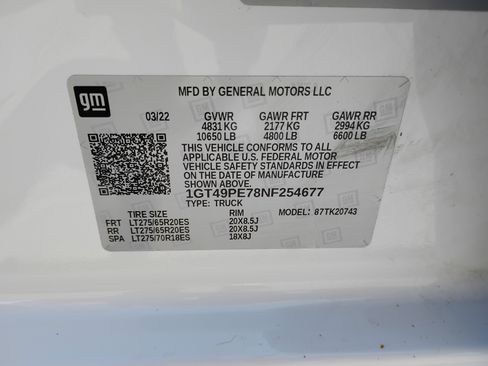 gm
MFD BY GENERAL MOTORS LLC
03/22 GVWR GAWR FRT GAWR RR
4831 KG 2177 KG 2994 KG
10650 LB 4800 LB 6600 LB
THIS VEHICLE CONFORMS TO ALL
APPLICABLE U.S. FEDERAL MOTOR
VEHICLE SAFETY STANDARDS IN EFFECT
ON THE DATE OF MANUFACTURE
SHOWN ABOVE.
1GT49PE78NF254677
TYPE: TRUCK
TIRE SIZE RIM MODEL: 87TK20743
FRT LT275/65R20ES 20X8.5J
RR LT275/65R20ES 20X8.5J
SPA LT275/70R18ES 18X8J